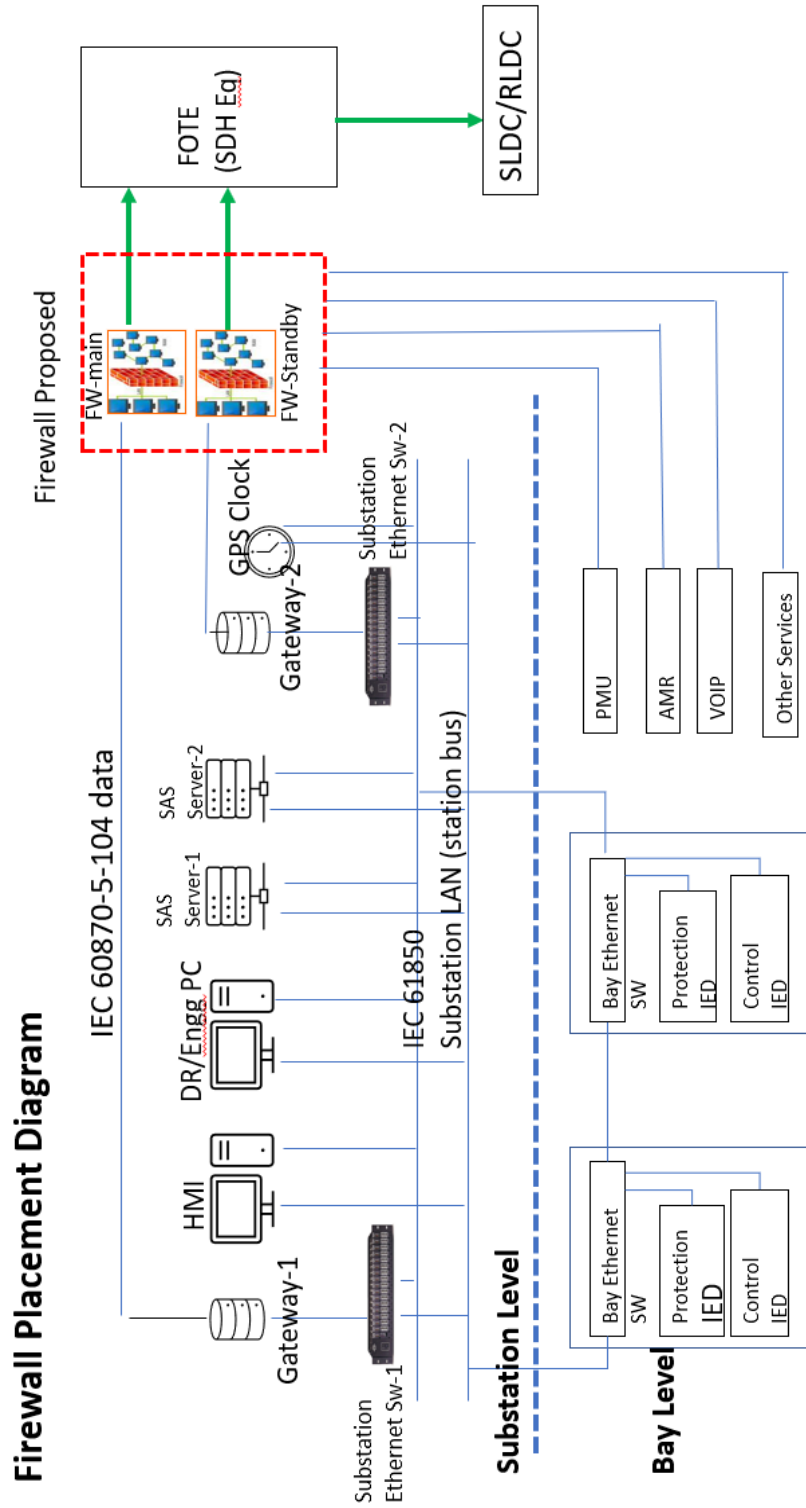 Firewall Placement Diagram
Firewall Proposed
IEC 60870-5-104 data
FW-main
FW-Standby
FOTE
(SDH Eq)
SLDC/RLDC
Gateway-1
HMI
DR/Engg PC
SAS
Server-1
SAS
Server-2
Gateway-2
GPS Clock
Substation
Ethernet Sw-1
Substation
Ethernet Sw-2
IEC 61850
Substation LAN (station bus)
Substation Level
Bay Level
Bay Ethernet
SW
Protection
IED
Control
IED
Bay Ethernet
SW
Protection
IED
Control
IED
PMU
AMR
VOIP
Other Services